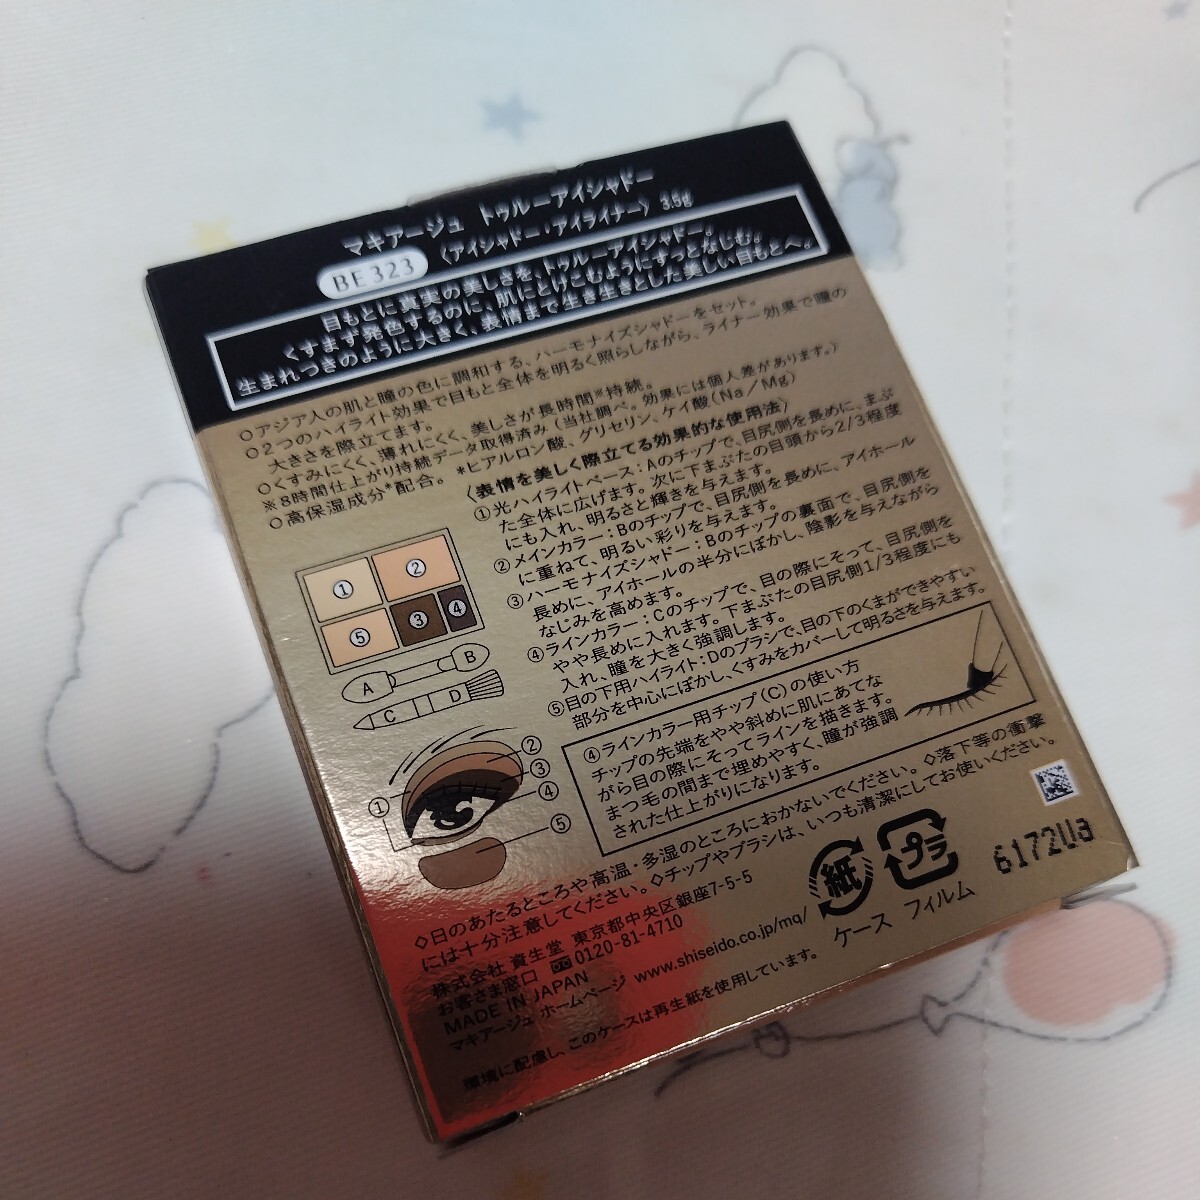 マキアージュ トゥルーアイシャドー
BE 323 〈アイシャドー・アイライナー〉 3.5g
目もとに真実の美しさを、トゥルーアイシャドー。
くすまず発色するのに、肌にとけこむようにすっとなじむ。
生まれつきのように大きく、表情まで生き生きとした美しい目もとへ。
○アジア人の肌と瞳の色に調和する、ハーモナイズシャドーをセット。
○2つのハイライト効果で目もと全体を明るく照らしながら、ライナー効果で瞳の
大きさを際立てます。
○くすみにくく、薄れにくく、美しさが長時間※持続。
※8時間仕上がり持続データ取得済み（当社調べ。効果には個人差があります。）
○高保湿成分*配合。 *ヒアルロン酸、グリセリン、ケイ酸（Na／Mg）
〈表情を美しく際立てる効果的な使用法〉
①光ハイライトベース：Aのチップで、目尻側を長めに、まぶ
た全体に広げます。次に下まぶたの目頭から2/3程度
にも入れ、明るさと輝きを与えます。
②メインカラー：Bのチップで、目尻側を長めに、アイホール
に重ねて、明るい彩りを与えます。
③ハーモナイズシャドー：Bのチップの裏面で、目尻側を
長めに、アイホールの半分にぼかし、陰影を与えながら
なじみを高めます。
④ラインカラー：Cのチップで、目の際にそって、目尻側を
やや長めに入れます。下まぶたの目尻側1/3程度にも
入れ、瞳を大きく強調します。
⑤目の下用ハイライト：Dのブラシで、目の下のくまができやすい
部分を中心にぼかし、くすみをカバーして明るさを与えます。
① ②
⑤ ③ ④
A B
C D
②
③
① ④
⑤
④ラインカラー用チップ（C）の使い方
チップの先端をやや斜めに肌にあてな
がら目の際にそってラインを描きます。
まつ毛の間まで埋めやすく、瞳が強調
された仕上がりになります。
◇日のあたるところや高温・多湿のところにおかないでください。◇落下等の衝撃
には十分注意してください。◇チップやブラシは、いつも清潔にしてお使いください。
株式会社 資生堂 東京都中央区銀座7-5-5
お客さま窓口 0120-81-4710
MADE IN JAPAN
マキアージュ ホームページ www.shiseido.co.jp/mq/
環境に配慮し、このケースは再生紙を使用しています。
紙 プラ
ケース フィルム
6172Ua